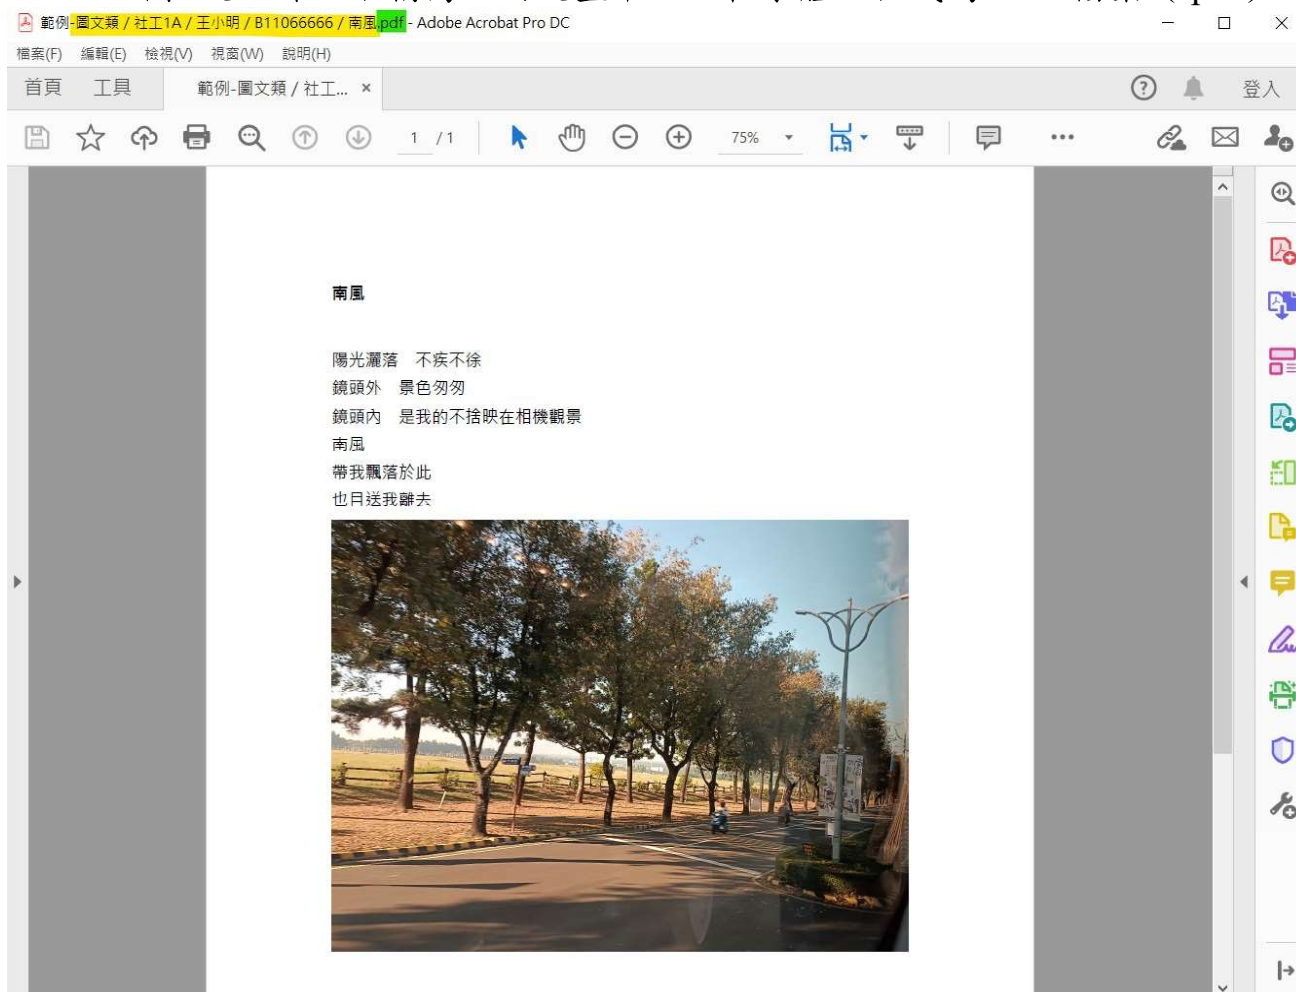 範例-圖文類 / 社工1A / 王小明 / B11066666 / 南風.pdf - Adobe Acrobat Pro DC
檔案(F) 編輯(E) 檢視(V) 視窗(W) 說明(H)
首頁 工具 範例-圖文類 / 社工... × 登入
1 / 1 75%
南風
陽光灑落 不疾不徐
鏡頭外 景色匆匆
鏡頭內 是我的不捨映在相機觀景
南風
帶我飄落於此
也日送我離去